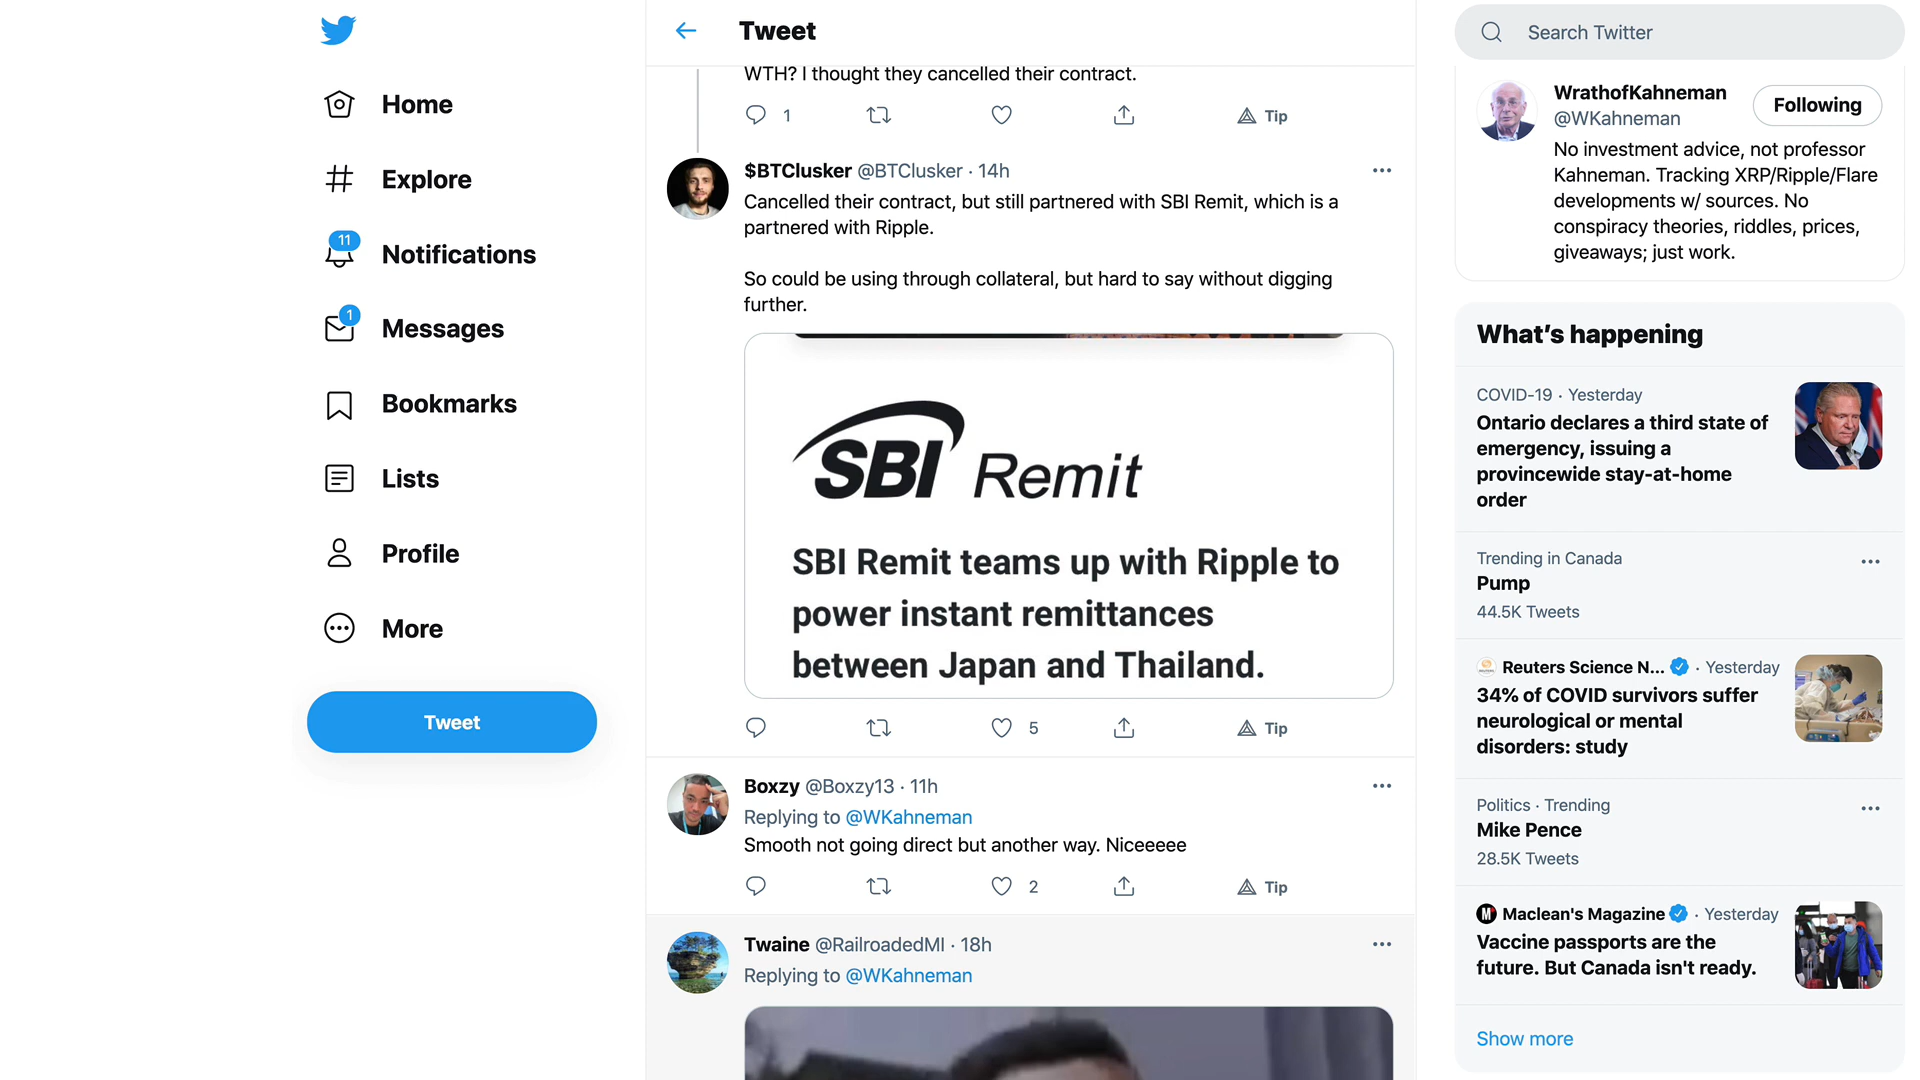 Home
Explore
11
Notifications
1
Messages
Bookmarks
Lists
Profile
More
Tweet
Tweet
WTH? I thought they cancelled their contract.
1
Tip
$BTClusker @BTClusker · 14h
Cancelled their contract, but still partnered with SBI Remit, which is a
partnered with Ripple.
So could be using through collateral, but hard to say without digging
further.
SBI Remit
SBI Remit teams up with Ripple to
power instant remittances
between Japan and Thailand.
5
Tip
Boxzy @Boxzy13 · 11h
Replying to @WKahneman
Smooth not going direct but another way. Niceeeee
2
Tip
Twaine @RailroadedMI · 18h
Replying to @WKahneman
Search Twitter
WrathofKahneman
@WKahneman
Following
No investment advice, not professor
Kahneman. Tracking XRP/Ripple/Flare
developments w/ sources. No
conspiracy theories, riddles, prices,
giveaways; just work.
What's happening
COVID-19 · Yesterday
Ontario declares a third state of
emergency, issuing a
provincewide stay-at-home
order
Trending in Canada
Pump
44.5K Tweets
Reuters Science N... · Yesterday
34% of COVID survivors suffer
neurological or mental
disorders: study
Politics · Trending
Mike Pence
28.5K Tweets
M Maclean's Magazine · Yesterday
Vaccine passports are the
future. But Canada isn't ready.
Show more